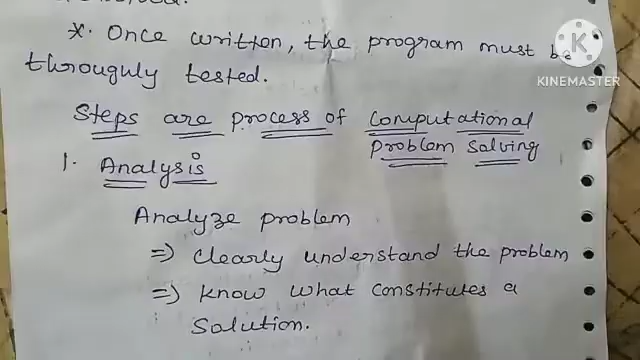 *. Once written, the program must be
throughly tested.
Steps are process of computational
problem solving
1. Analysis
Analyze problem
=) clearly understand the problem
=) know what constitutes a
solution.
KINEMASTER